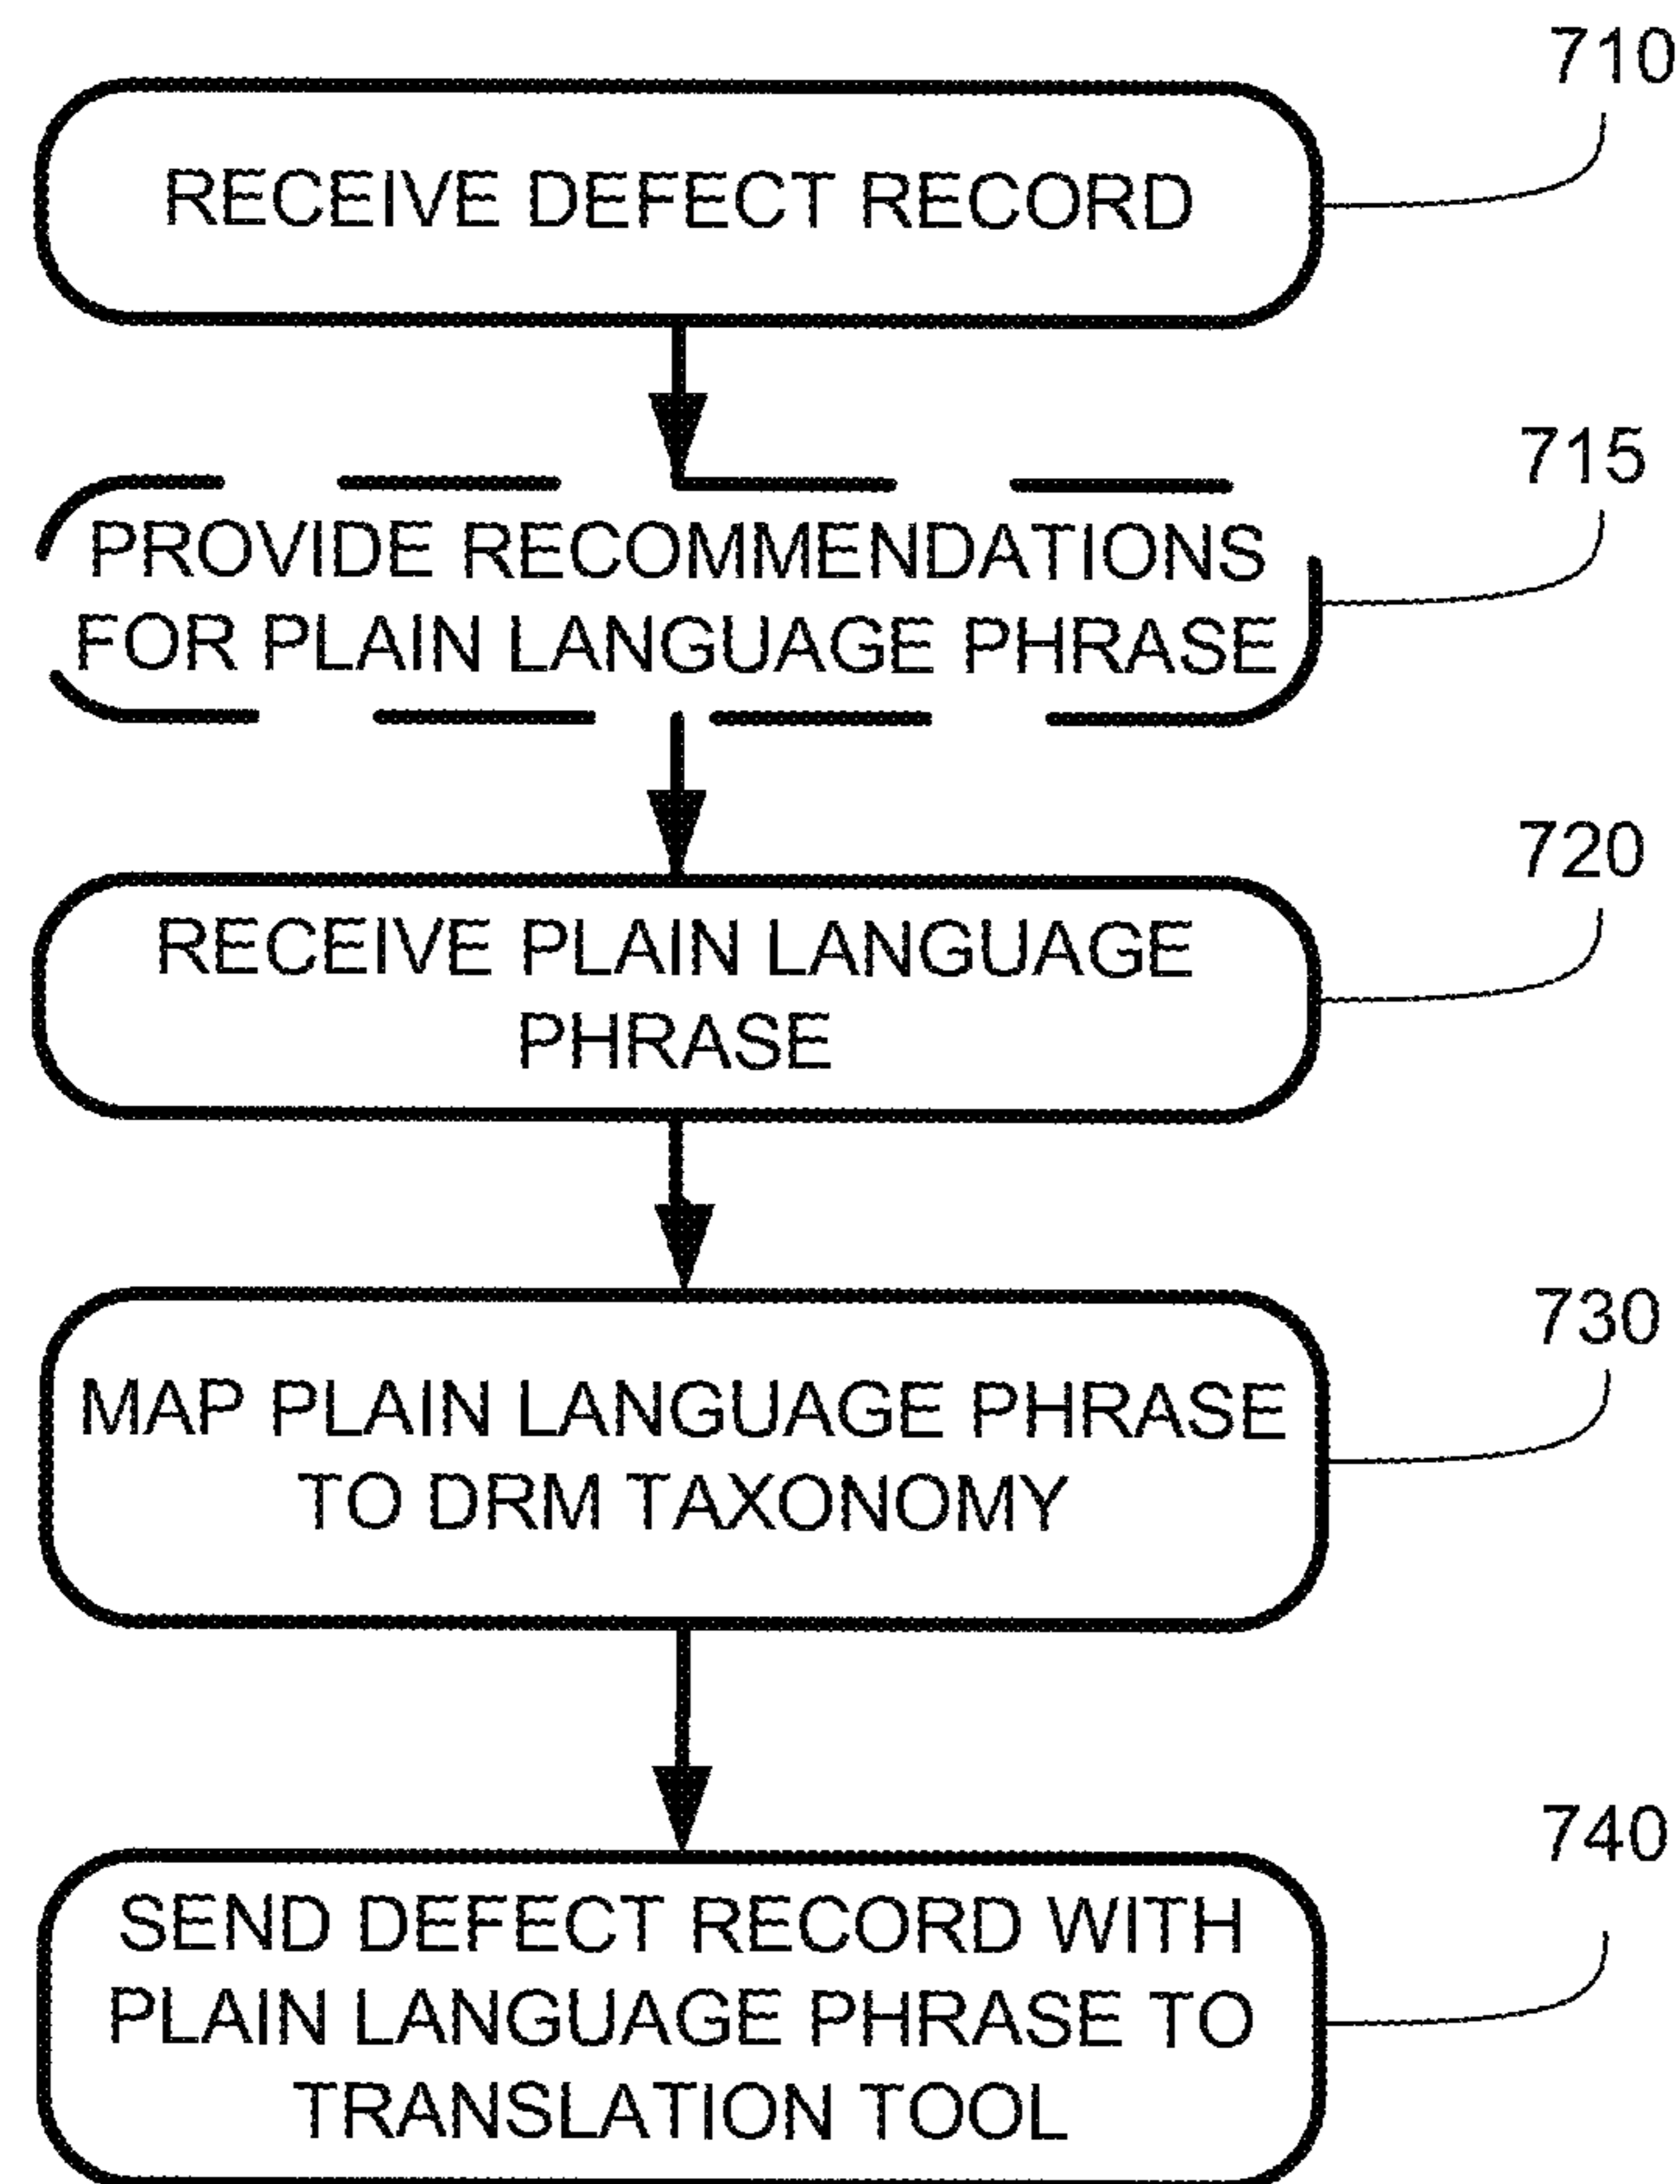 710
RECEIVE DEFECT RECORD
715
PROVIDE RECOMMENDATIONS
FOR PLAIN LANGUAGE PHRASE
720
RECEIVE PLAIN LANGUAGE
PHRASE
730
MAP PLAIN LANGUAGE PHRASE
TO DRM TAXONOMY
740
SEND DEFECT RECORD WITH
PLAIN LANGUAGE PHRASE TO
TRANSLATION TOOL